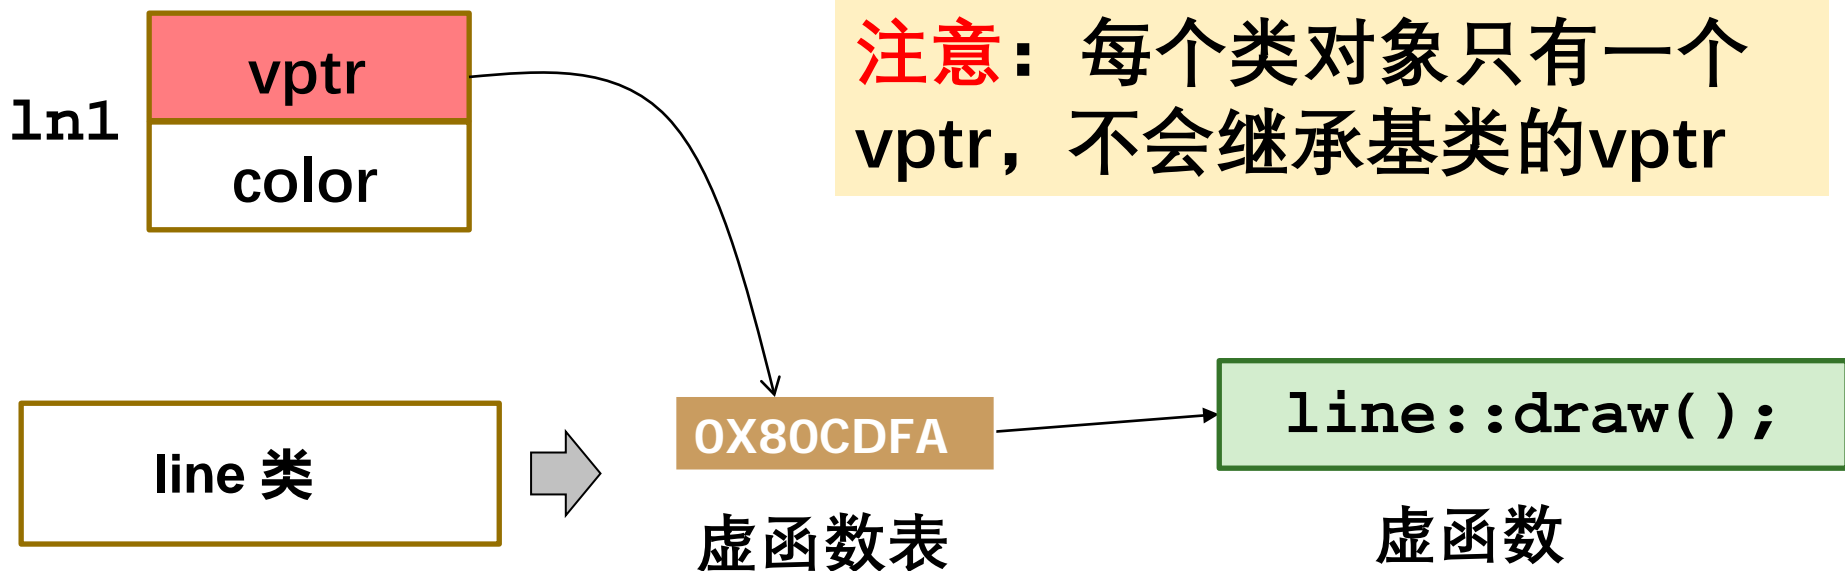 vptr
ln1
color
注意：每个类对象只有一个
vptr，不会继承基类的vptr
line 类
0X80CDFA
line::draw();
虚函数表
虚函数